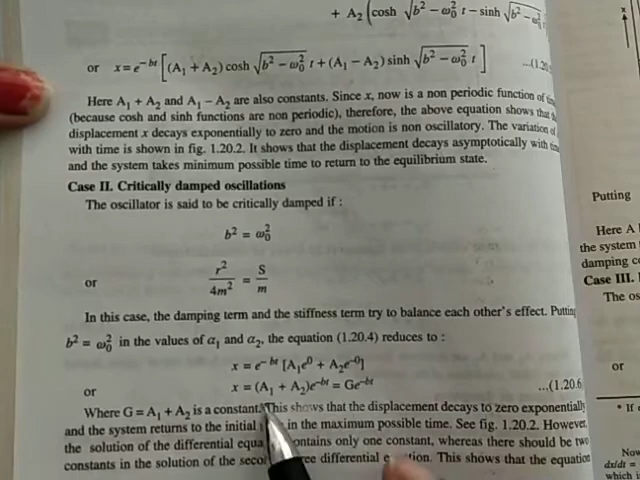 + A₂ (cosh √b² − ω₀² t − sinh √b² − ω₀²
or x = e⁻ᵇᵗ [(A₁ + A₂) cosh √b² − ω₀² t + (A₁ − A₂) sinh √b² − ω₀² t] ...(1.20
Here A₁ + A₂ and A₁ − A₂ are also constants. Since x, now is a non periodic function of
(because cosh and sinh functions are non periodic), therefore, the above equation shows that
displacement x decays exponentially to zero and the motion is non oscillatory. The variation of
with time is shown in fig. 1.20.2. It shows that the displacement decays asymptotically with
and the system takes minimum possible time to return to the equilibrium state.
Case II. Critically damped oscillations
The oscillator is said to be critically damped if :
b² = ω₀²
or r²/4m² = S/m
In this case, the damping term and the stiffness term try to balance each other's effect. Putting
b² = ω₀² in the values of α₁ and α₂, the equation (1.20.4) reduces to :
x = e⁻ᵇᵗ [A₁e⁰ + A₂e⁻⁰]
or x = (A₁ + A₂)e⁻ᵇᵗ = Ge⁻ᵇᵗ ...(1.20.6
Where G = A₁ + A₂ is a constant. This shows that the displacement decays to zero exponentially
and the system returns to the initial in the maximum possible time. See fig. 1.20.2. However
the solution of the differential contains only one constant, whereas there should be two
constants in the solution of the differential This shows that the equation
x
Putting
Here A
the system
damping
Case III.
The
or
* If
Now
dx/dt =
which